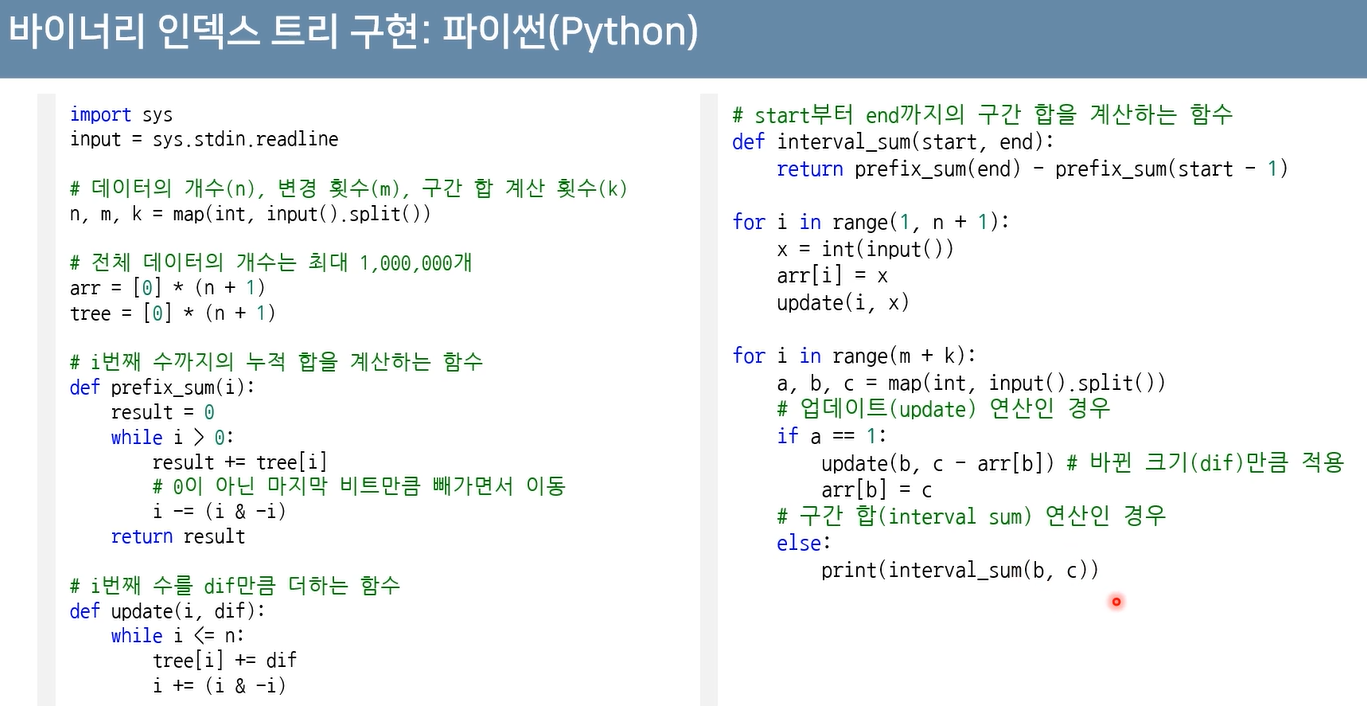 바이너리 인덱스 트리 구현: 파이썬(Python)
import sys
input = sys.stdin.readline
# 데이터의 개수(n), 변경 횟수(m), 구간 합 계산 횟수(k)
n, m, k = map(int, input().split())
# 전체 데이터의 개수는 최대 1,000,000개
arr = [0] * (n + 1)
tree = [0] * (n + 1)
# i번째 수까지의 누적 합을 계산하는 함수
def prefix_sum(i):
    result = 0
    while i > 0:
        result += tree[i]
        # 0이 아닌 마지막 비트만큼 빼가면서 이동
        i -= (i & -i)
    return result
# i번째 수를 dif만큼 더하는 함수
def update(i, dif):
    while i <= n:
        tree[i] += dif
        i += (i & -i)
# start부터 end까지의 구간 합을 계산하는 함수
def interval_sum(start, end):
    return prefix_sum(end) - prefix_sum(start - 1)
for i in range(1, n + 1):
    x = int(input())
    arr[i] = x
    update(i, x)
for i in range(m + k):
    a, b, c = map(int, input().split())
    # 업데이트(update) 연산인 경우
    if a == 1:
        update(b, c - arr[b]) # 바뀐 크기(dif)만큼 적용
        arr[b] = c
    # 구간 합(interval sum) 연산인 경우
    else:
        print(interval_sum(b, c))